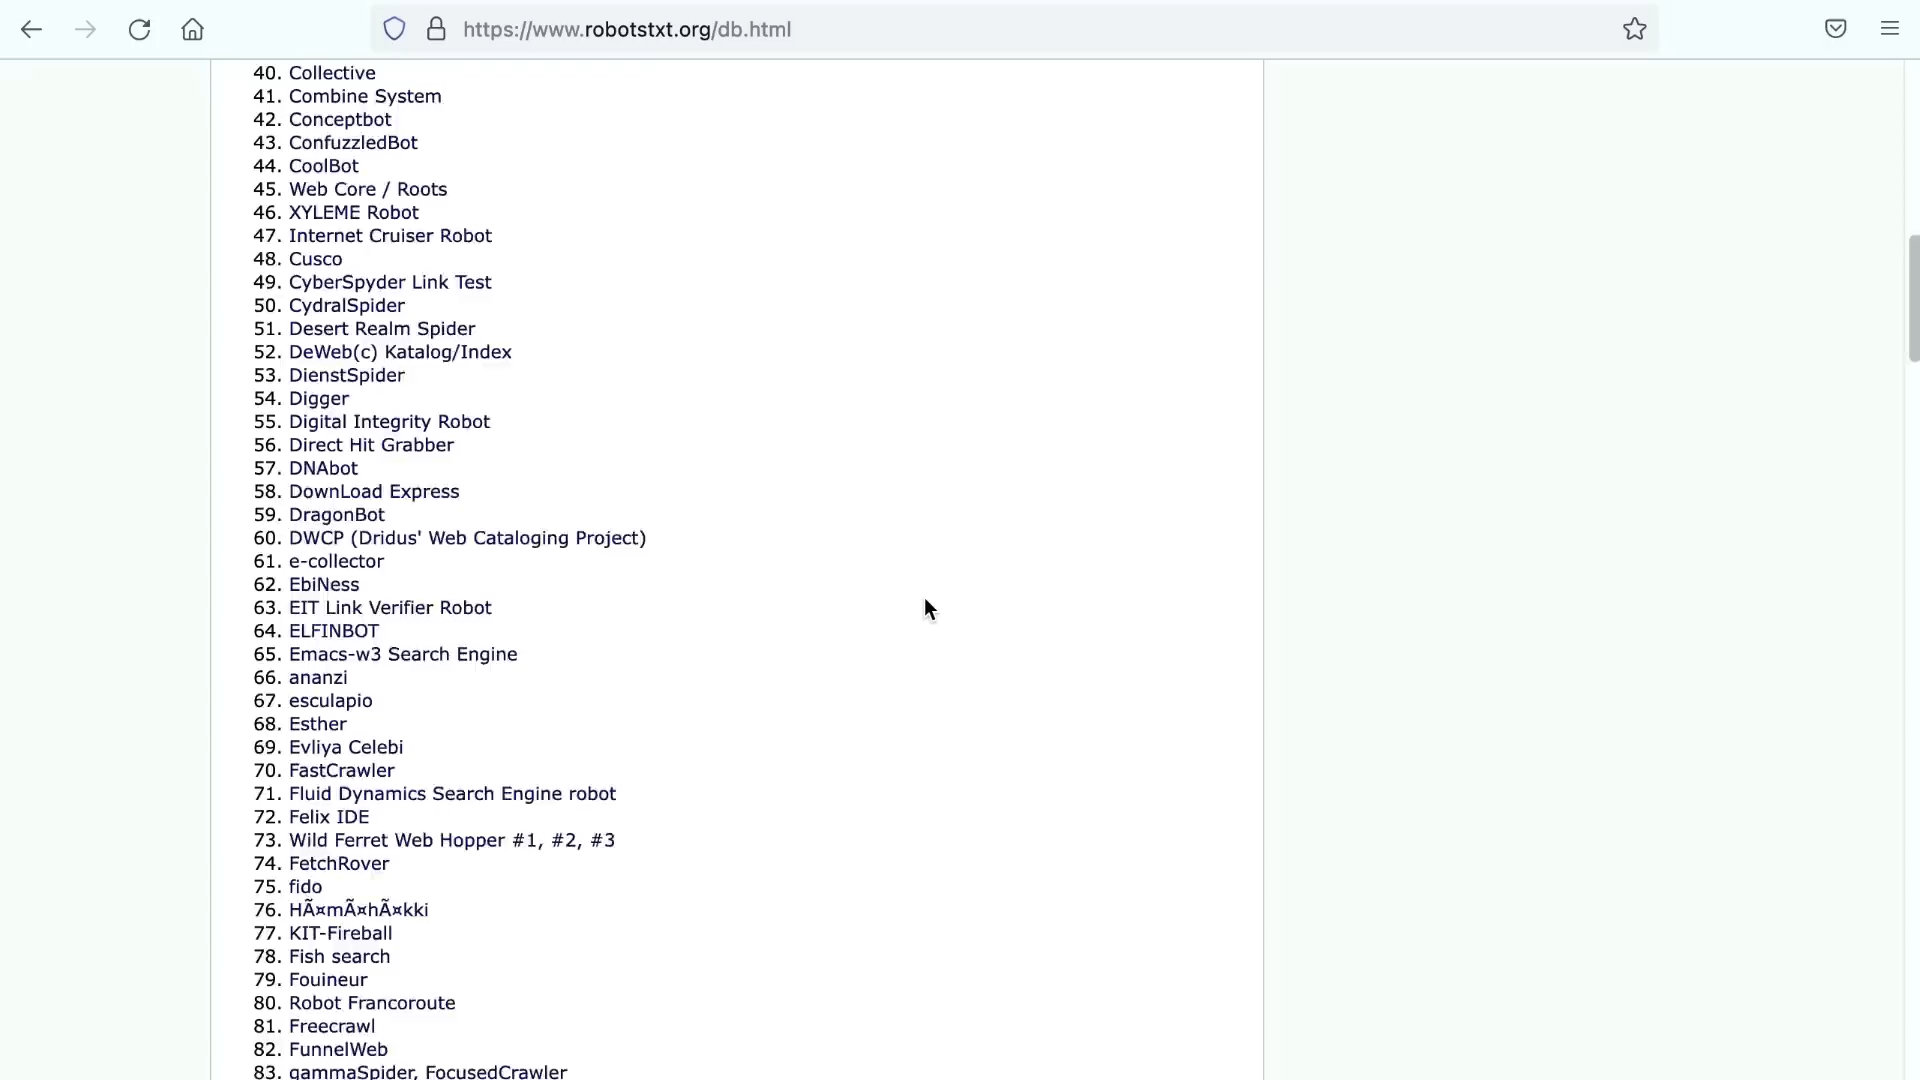 https://www.robotstxt.org/db.html
40. Collective
41. Combine System
42. Conceptbot
43. ConfuzzledBot
44. CoolBot
45. Web Core / Roots
46. XYLEME Robot
47. Internet Cruiser Robot
48. Cusco
49. CyberSpyder Link Test
50. CydralSpider
51. Desert Realm Spider
52. DeWeb(c) Katalog/Index
53. DienstSpider
54. Digger
55. Digital Integrity Robot
56. Direct Hit Grabber
57. DNAbot
58. DownLoad Express
59. DragonBot
60. DWCP (Dridus' Web Cataloging Project)
61. e-collector
62. EbiNess
63. EIT Link Verifier Robot
64. ELFINBOT
65. Emacs-w3 Search Engine
66. ananzi
67. esculapio
68. Esther
69. Evliya Celebi
70. FastCrawler
71. Fluid Dynamics Search Engine robot
72. Felix IDE
73. Wild Ferret Web Hopper #1, #2, #3
74. FetchRover
75. fido
76. HÃ¤mÃ¤hÃ¤kki
77. KIT-Fireball
78. Fish search
79. Fouineur
80. Robot Francoroute
81. Freecrawl
82. FunnelWeb
83. gammaSpider, FocusedCrawler